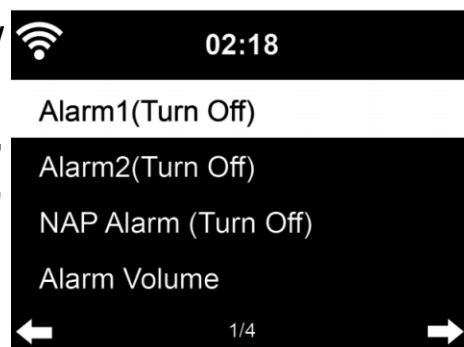 02:18
Alarm1(Turn Off)
Alarm2(Turn Off)
NAP Alarm (Turn Off)
Alarm Volume
1/4